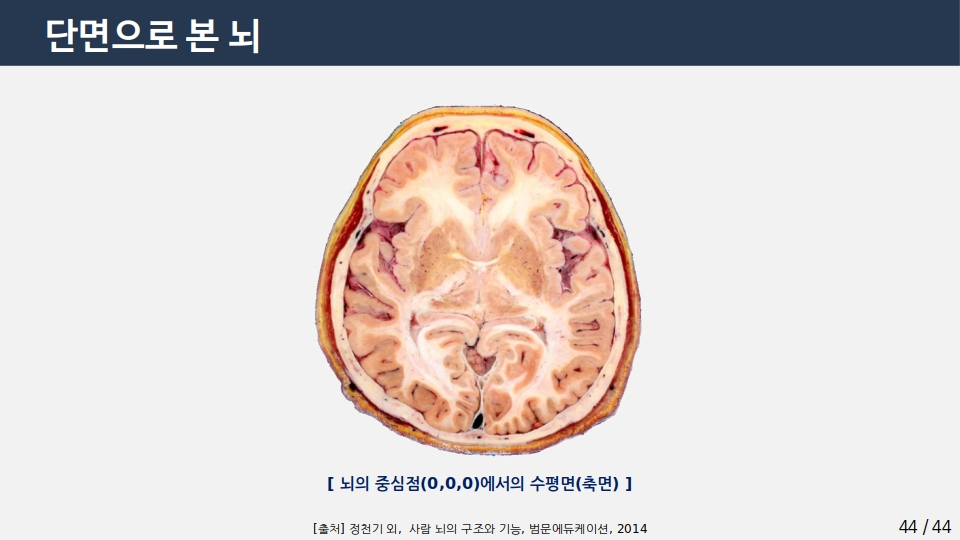 단면으로 본 뇌
[ 뇌의 중심점(0,0,0)에서의 수평면(축면) ]
[출처] 정천기 외, 사람 뇌의 구조와 기능, 범문에듀케이션, 2014
44 / 44